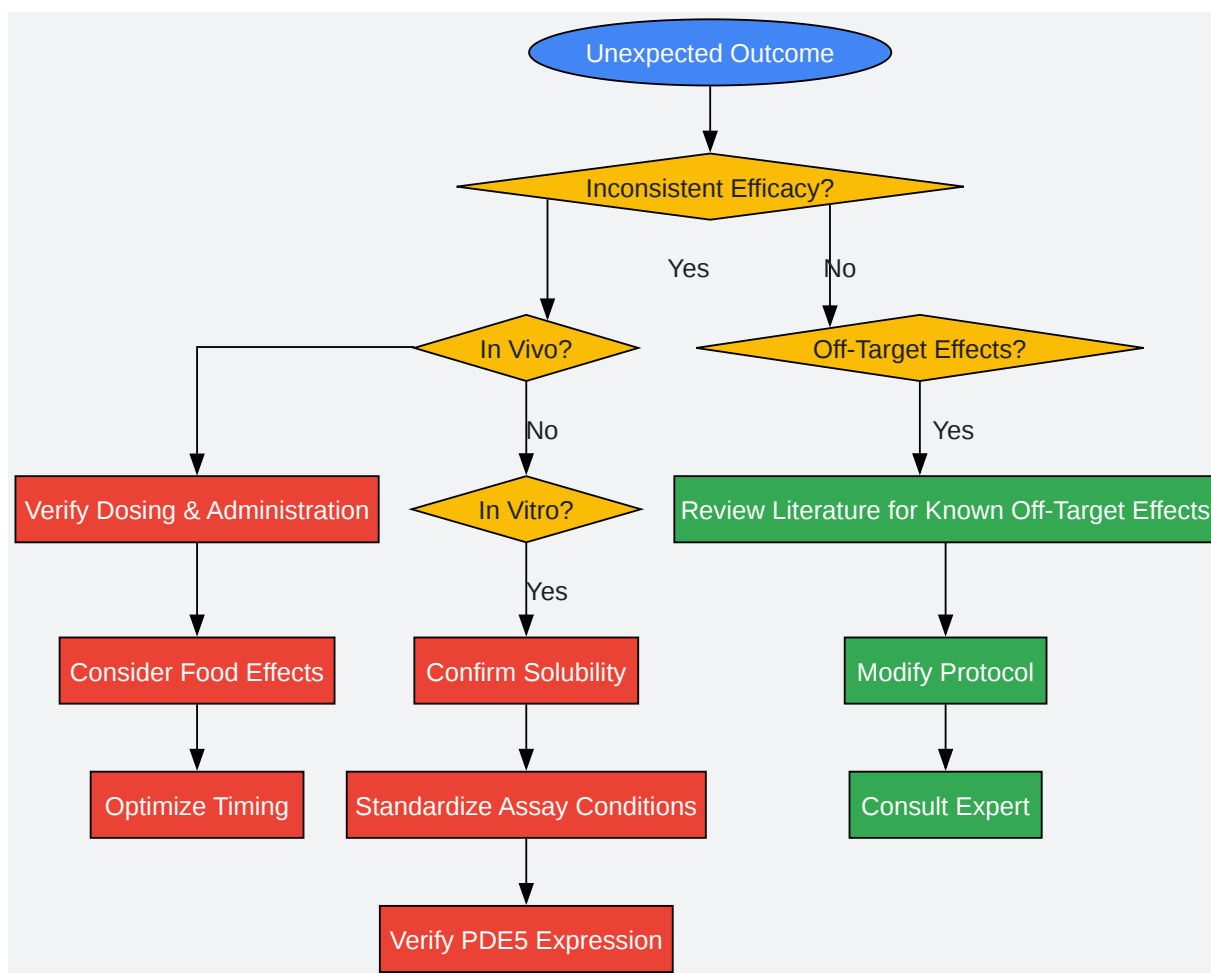 Unexpected Outcome
Inconsistent Efficacy?
Yes
No
In Vivo?
Off-Target Effects?
No
Yes
Verify Dosing & Administration
In Vitro?
Review Literature for Known Off-Target Effects
Yes
Consider Food Effects
Confirm Solubility
Modify Protocol
Optimize Timing
Standardize Assay Conditions
Consult Expert
Verify PDE5 Expression